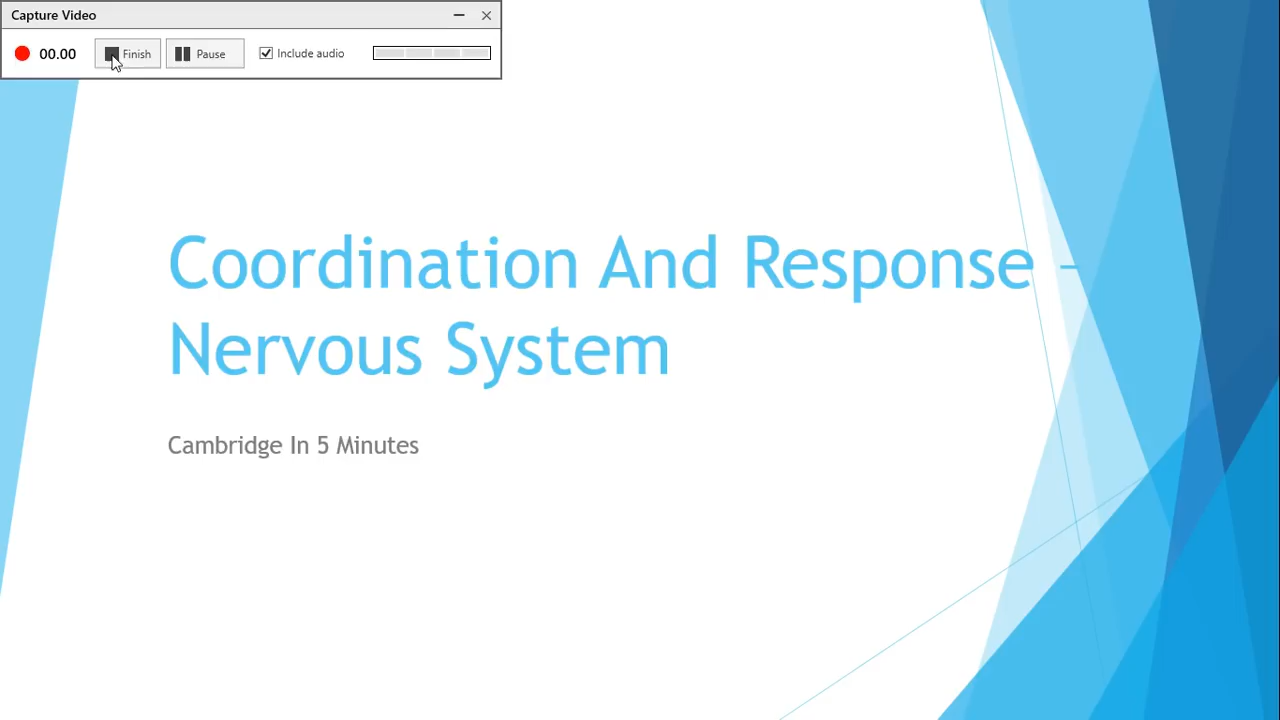 Capture Video
00.00 Finish Pause Include audio
Coordination And Response –
Nervous System
Cambridge In 5 Minutes